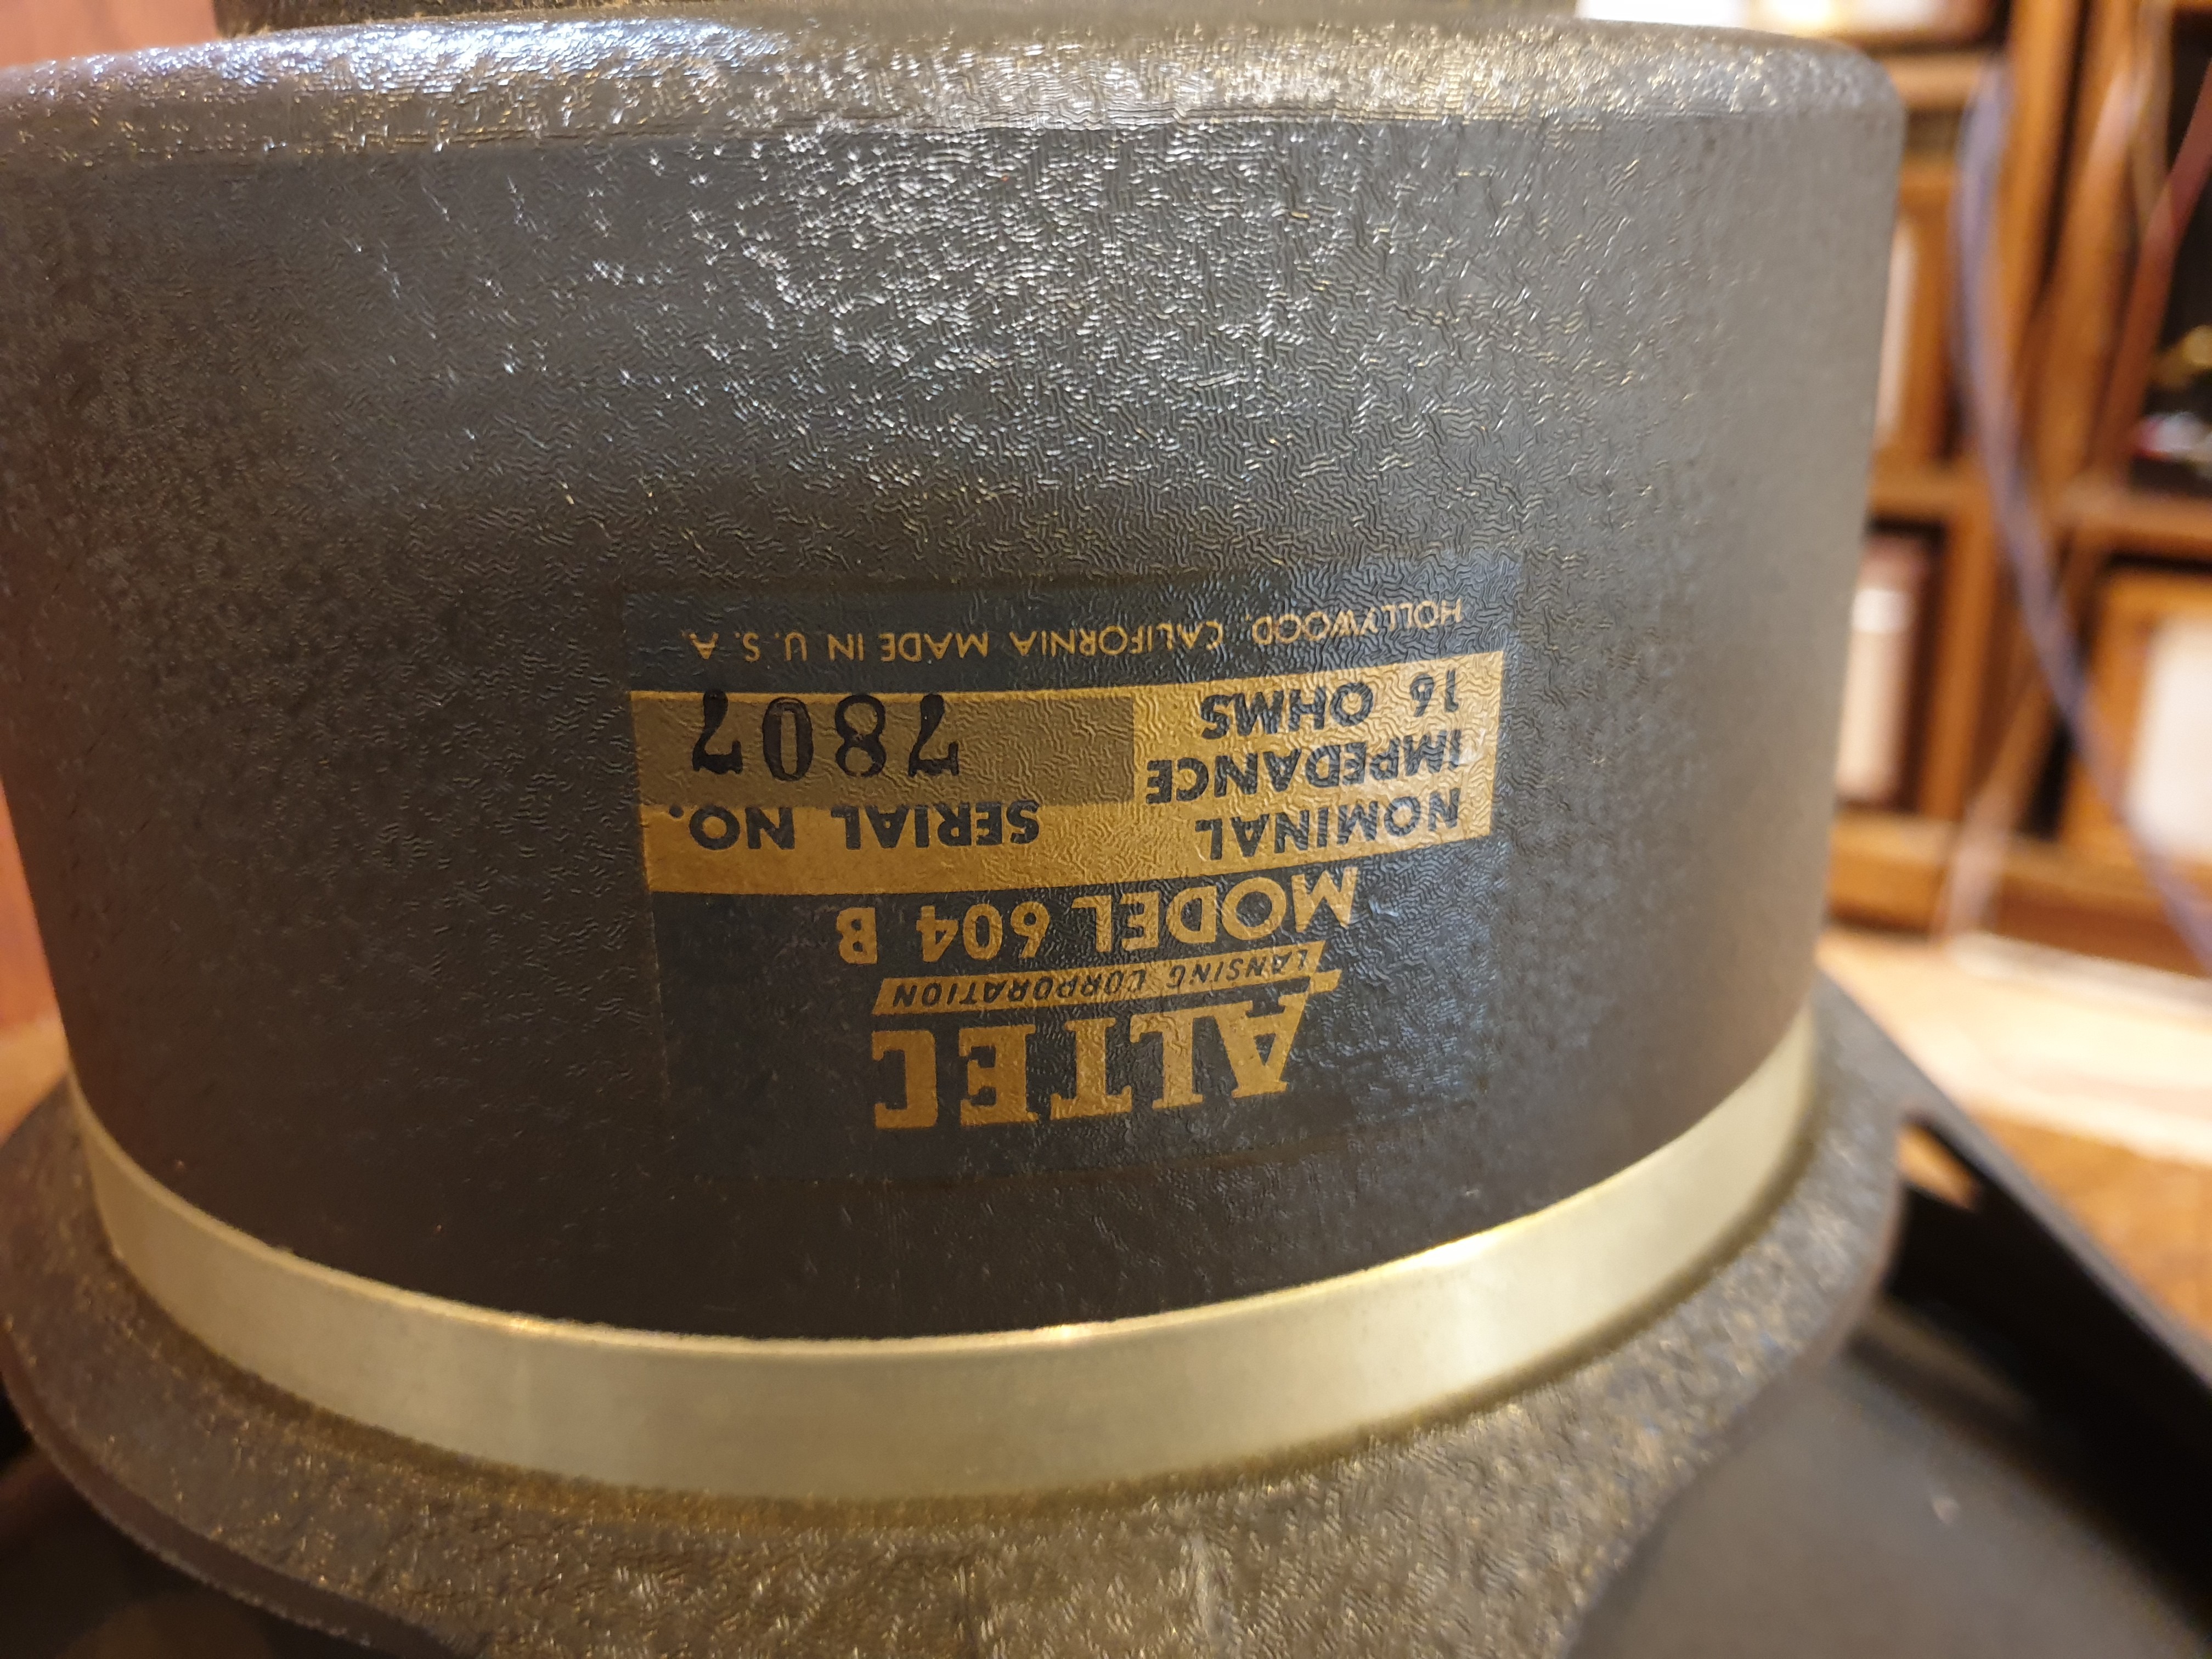 ALTEC
LANSING CORPORATION
MODEL 604 B
NOMINAL
IMPEDANCE
16 OHMS
SERIAL NO.
7807
HOLLYWOOD, CALIFORNIA MADE IN U.S.A.